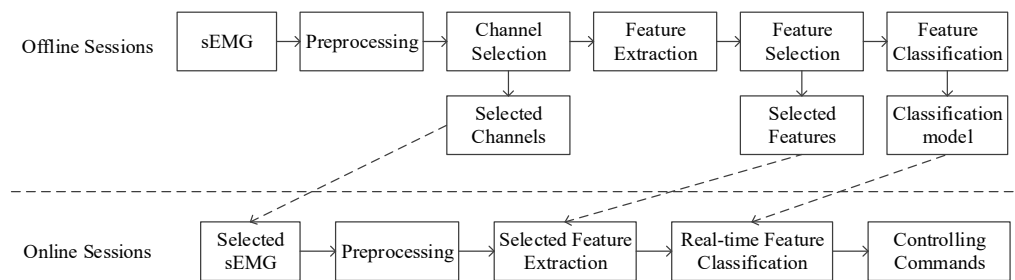 Offline Sessions
sEMG
Preprocessing
Channel
Selection
Feature
Extraction
Feature
Selection
Feature
Classification
Selected
Channels
Selected
Features
Classification
model
Online Sessions
Selected
sEMG
Preprocessing
Selected Feature
Extraction
Real-time Feature
Classification
Controlling
Commands